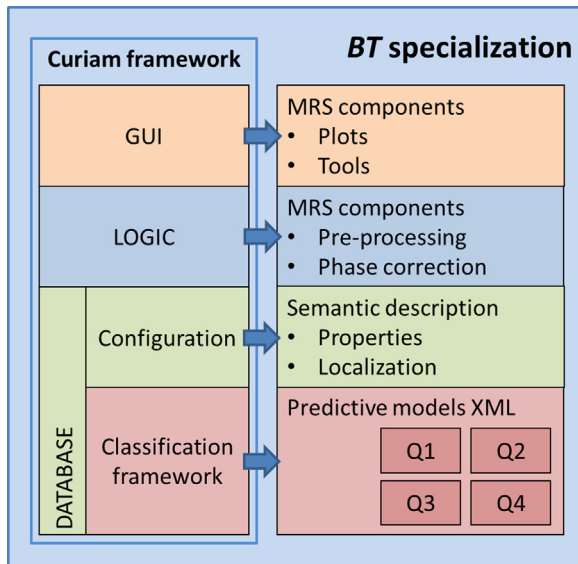 BT specialization
Curiam framework
GUI
MRS components
• Plots
• Tools
LOGIC
MRS components
• Pre-processing
• Phase correction
DATABASE
Configuration
Semantic description
• Properties
• Localization
Classification
framework
Predictive models XML
Q1
Q2
Q3
Q4